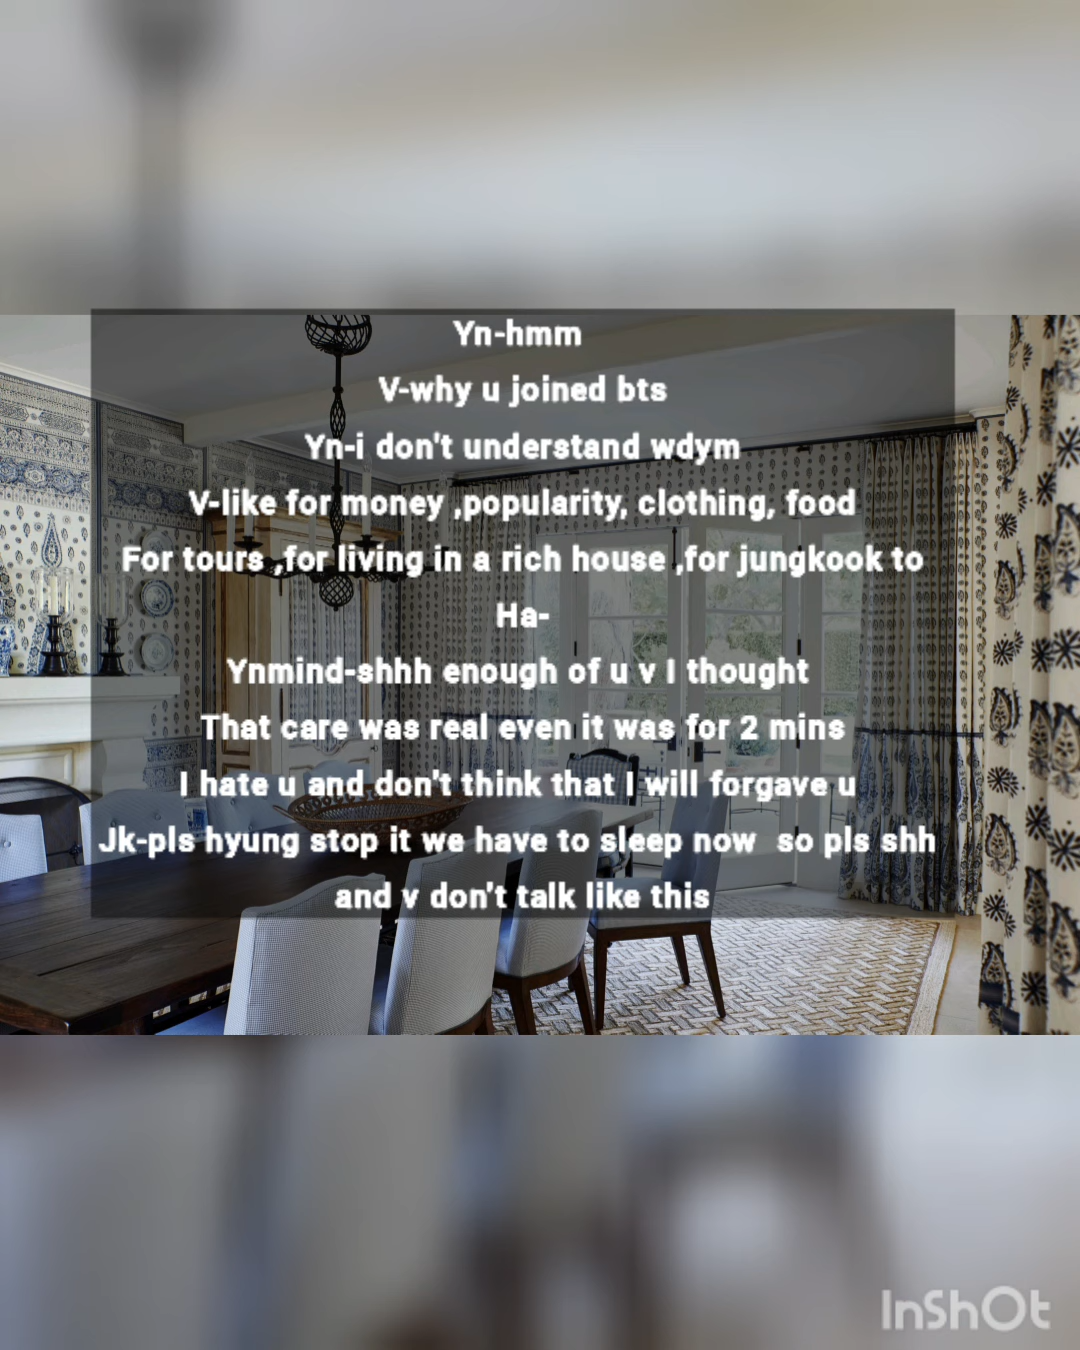 Yn-hmm
V-why u joined bts
Yn-i don't understand wdym
V-like for money ,popularity, clothing, food
For tours ,for living in a rich house ,for jungkook to
Ha-
Ynmind-shhh enough of u v I thought
That care was real even it was for 2 mins
I hate u and don't think that I will forgave u
Jk-pls hyung stop it we have to sleep now  so pls shh
and v don't talk like this
InShOt